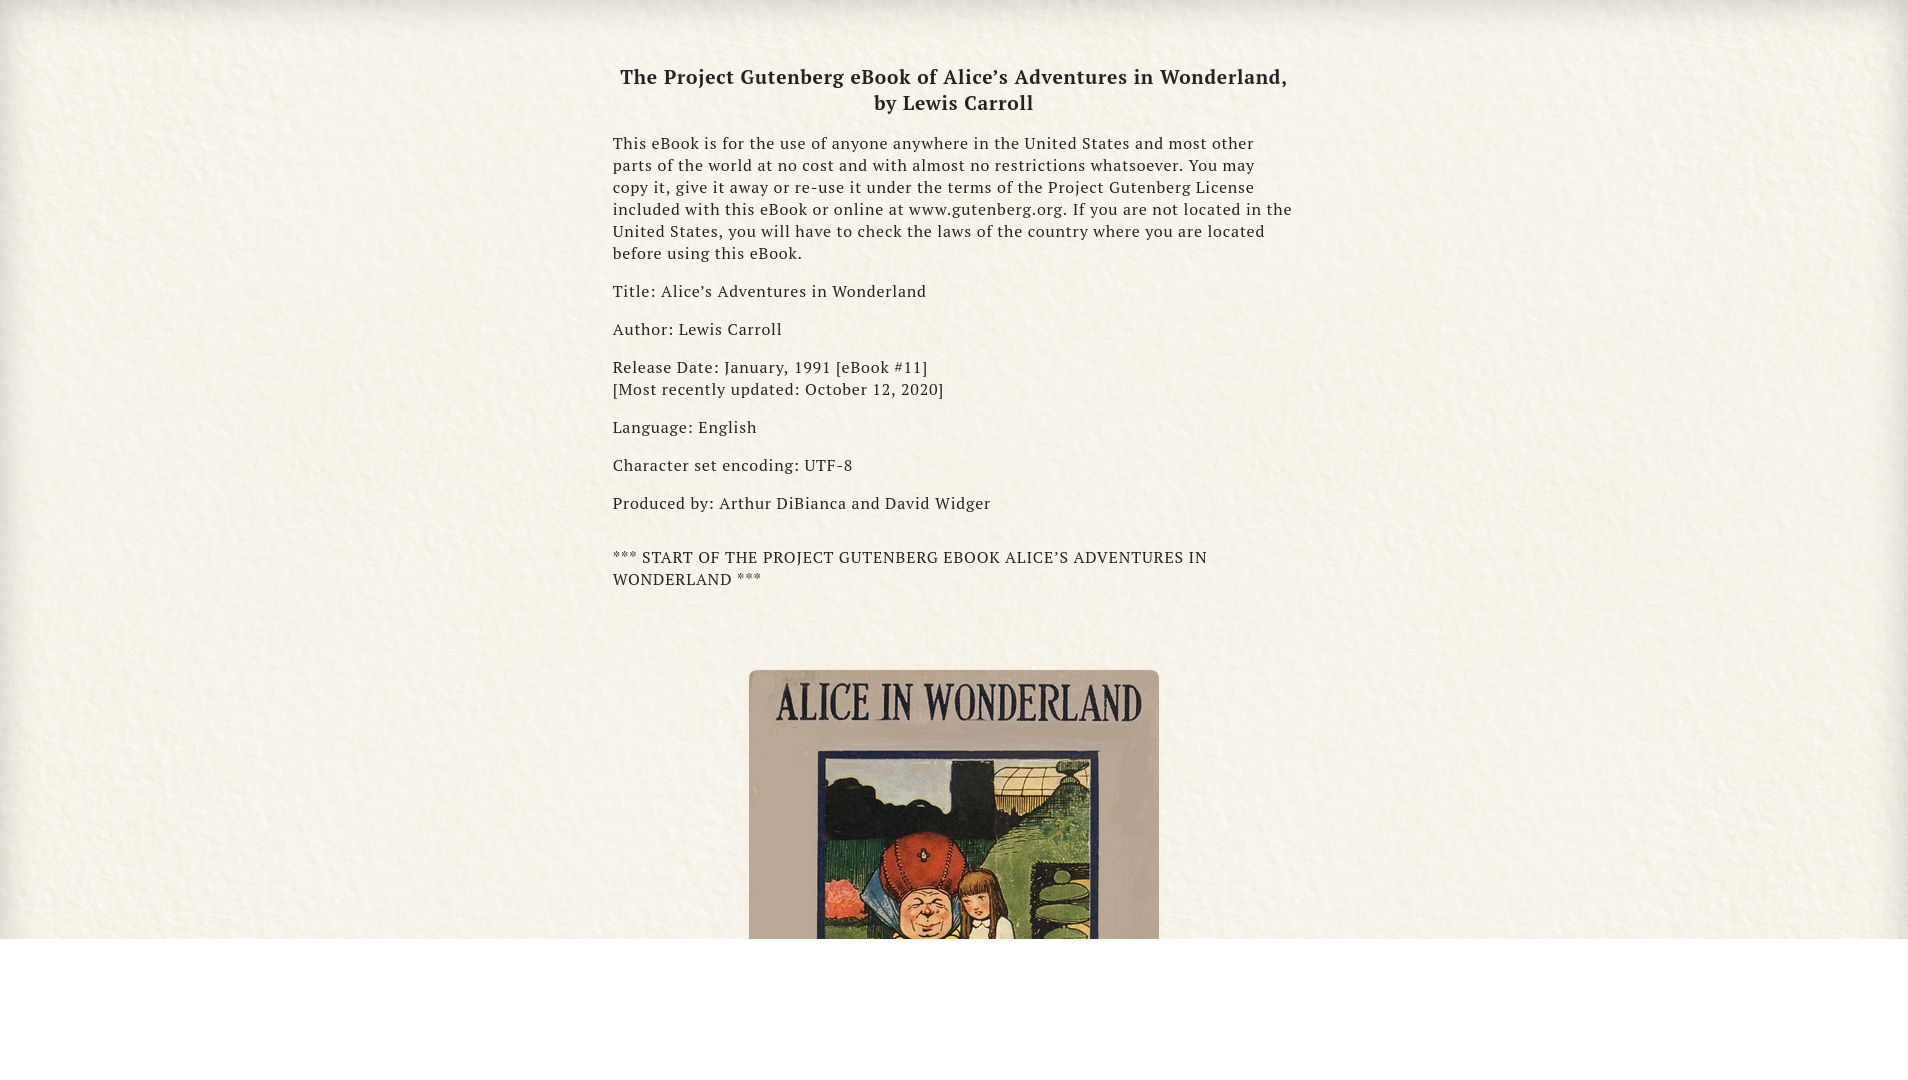 The Project Gutenberg eBook of Alice’s Adventures in Wonderland,
by Lewis Carroll
This eBook is for the use of anyone anywhere in the United States and most other
parts of the world at no cost and with almost no restrictions whatsoever. You may
copy it, give it away or re-use it under the terms of the Project Gutenberg License
included with this eBook or online at www.gutenberg.org. If you are not located in the
United States, you will have to check the laws of the country where you are located
before using this eBook.
Title: Alice’s Adventures in Wonderland
Author: Lewis Carroll
Release Date: January, 1991 [eBook #11]
[Most recently updated: October 12, 2020]
Language: English
Character set encoding: UTF-8
Produced by: Arthur DiBianca and David Widger
*** START OF THE PROJECT GUTENBERG EBOOK ALICE’S ADVENTURES IN
WONDERLAND ***
ALICE IN WONDERLAND